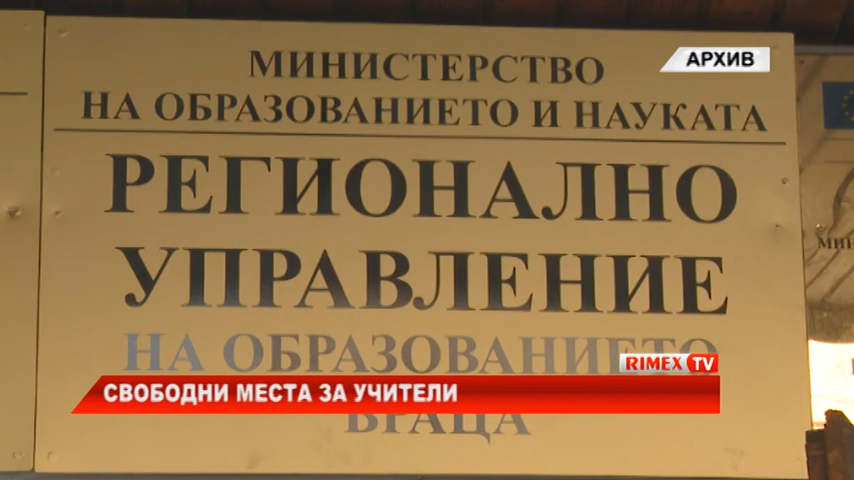 АРХИВ
МИНИСТЕРСТВО
НА ОБРАЗОВАНИЕТО И НАУКАТА
РЕГИОНАЛНО
УПРАВЛЕНИЕ
НА ОБРАЗОВАНИЕТО
RIMEX TV
СВОБОДНИ МЕСТА ЗА УЧИТЕЛИ
ВРАЦА